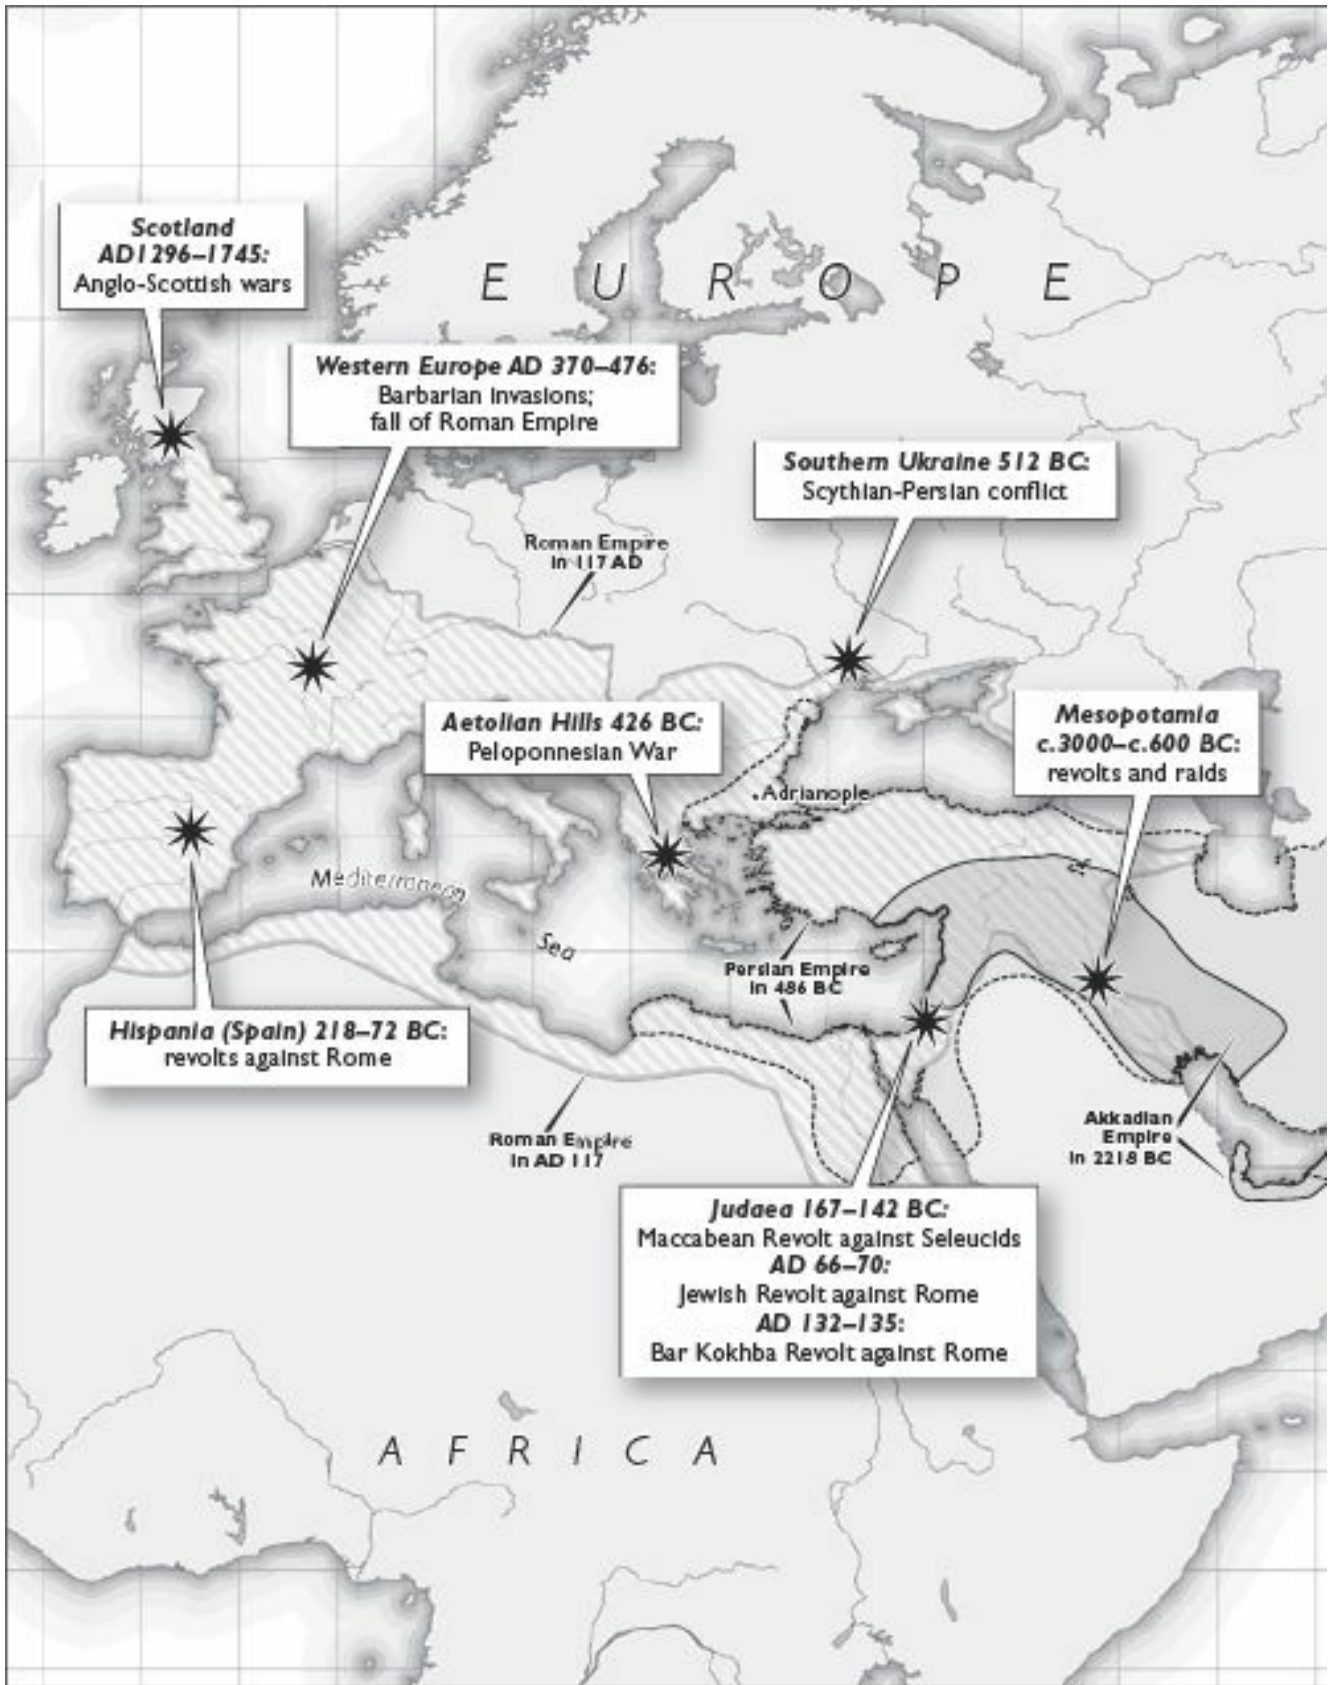 Scotland
AD1296–1745:
Anglo-Scottish wars
EUROPE
Western Europe AD 370–476:
Barbarian invasions;
fall of Roman Empire
Southern Ukraine 512 BC:
Scythian-Persian conflict
Roman Empire
in 117 AD
Aetolian Hills 426 BC:
Peloponnesian War
Mesopotamia
c.3000–c.600 BC:
revolts and raids
Adrianople
Mediterranean
Sea
Persian Empire
in 486 BC
Hispania (Spain) 218–72 BC:
revolts against Rome
Roman Empire
in AD 117
Akkadian
Empire
in 2218 BC
Judaea 167–142 BC:
Maccabean Revolt against Seleucids
AD 66–70:
Jewish Revolt against Rome
AD 132–135:
Bar Kokhba Revolt against Rome
AFRICA